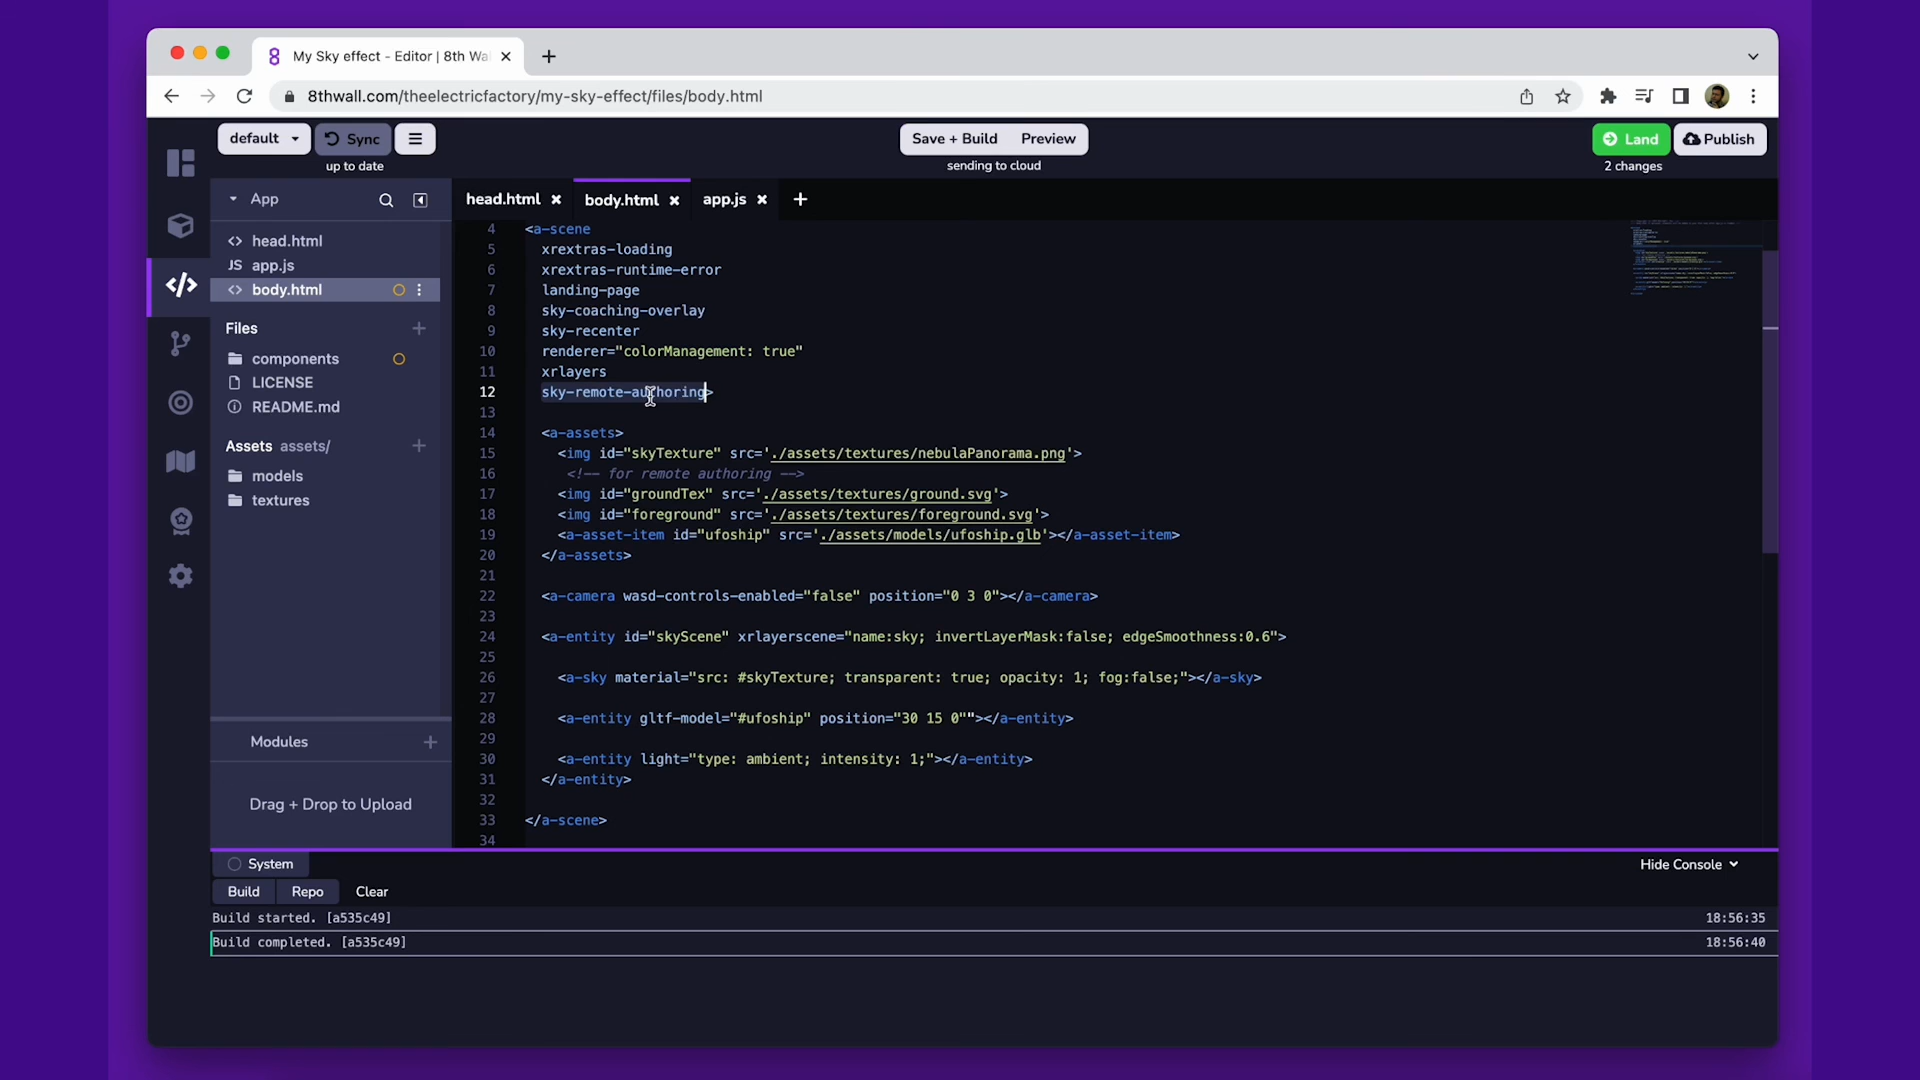 My Sky effect - Editor | 8th Wa
8thwall.com/theelectricfactory/my-sky-effect/files/body.html
default
Sync
up to date
Save + Build
Preview
sending to cloud
Land
Publish
2 changes
App
head.html
JS app.js
body.html
Files
components
LICENSE
README.md
Assets assets/
models
textures
Modules
Drag + Drop to Upload
head.html
body.html
app.js
4 <a-scene
5 xrextras-loading
6 xrextras-runtime-error
7 landing-page
8 sky-coaching-overlay
9 sky-recenter
10 renderer="colorManagement: true"
11 xrlayers
12 sky-remote-authoring>
13
14 <a-assets>
15 <img id="skyTexture" src='./assets/textures/nebulaPanorama.png'>
16 <!-- for remote authoring -->
17 <img id="groundTex" src='./assets/textures/ground.svg'>
18 <img id="foreground" src='./assets/textures/foreground.svg'>
19 <a-asset-item id="ufoship" src='./assets/models/ufoship.glb'></a-asset-item>
20 </a-assets>
21
22 <a-camera wasd-controls-enabled="false" position="0 3 0"></a-camera>
23
24 <a-entity id="skyScene" xrlayerscene="name:sky; invertLayerMask:false; edgeSmoothness:0.6">
25
26 <a-sky material="src: #skyTexture; transparent: true; opacity: 1; fog:false;"></a-sky>
27
28 <a-entity gltf-model="#ufoship" position="30 15 0""></a-entity>
29
30 <a-entity light="type: ambient; intensity: 1;"></a-entity>
31 </a-entity>
32
33 </a-scene>
34
System
Hide Console
Build
Repo
Clear
Build started. [a535c49] 18:56:35
Build completed. [a535c49] 18:56:40